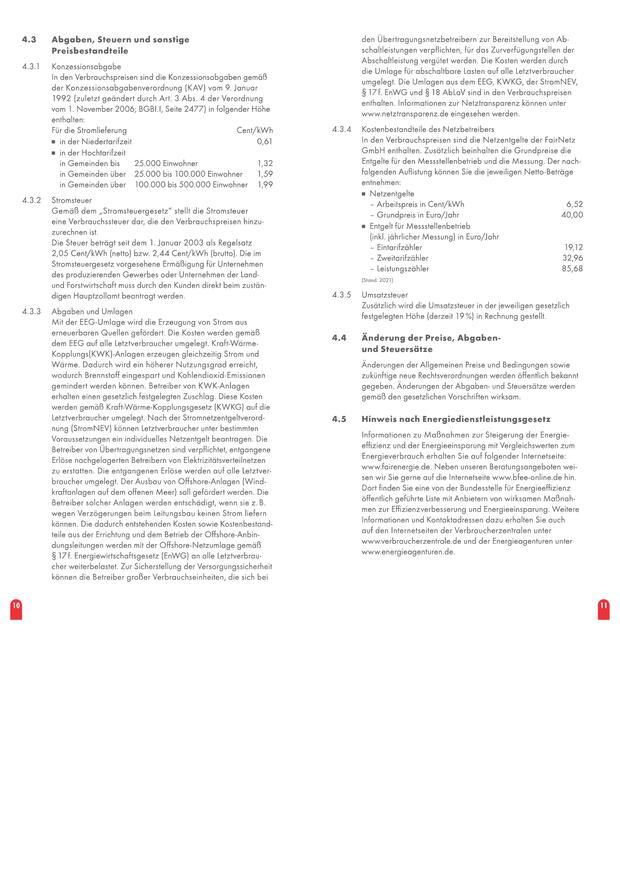 4.3 Abgaben, Steuern und sonstige
Preisbestandteile
4.3.1 Konzessionsabgabe
In den Verbrauchspreisen sind die Konzessionsabgaben gemäß
der Konzessionsabgabenverordnung (KAV) vom 9. Januar
1992 (zuletzt geändert durch Art. 3 Abs. 4 der Verordnung
vom 1. November 2006; BGBl.I, Seite 2477) in folgender Höhe
enthalten:
Für die Stromlieferung Cent/kWh
■ in der Niedertarifzeit 0,61
■ in der Hochtarifzeit
in Gemeinden bis 25.000 Einwohner 1,32
in Gemeinden über 25.000 bis 100.000 Einwohner 1,59
in Gemeinden über 100.000 bis 500.000 Einwohner 1,99
4.3.2 Stromsteuer
Gemäß dem „Stromsteuergesetz“ stellt die Stromsteuer
eine Verbrauchssteuer dar, die den Verbrauchspreisen hinzu-
zurechnen ist.
Die Steuer beträgt seit dem 1. Januar 2003 als Regelsatz
2,05 Cent/kWh (netto) bzw. 2,44 Cent/kWh (brutto). Die im
Stromsteuergesetz vorgesehene Ermäßigung für Unternehmen
des produzierenden Gewerbes oder Unternehmen der Land-
und Forstwirtschaft muss durch den Kunden direkt beim zustän-
digen Hauptzollamt beantragt werden.
4.3.3 Abgaben und Umlagen
Mit der EEG-Umlage wird die Erzeugung von Strom aus
erneuerbaren Quellen gefördert. Die Kosten werden gemäß
dem EEG auf alle Letztverbraucher umgelegt. Kraft-Wärme-
Kopplungs(KWK)-Anlagen erzeugen gleichzeitig Strom und
Wärme. Dadurch wird ein höherer Nutzungsgrad erreicht,
wodurch Brennstoff eingespart und Kohlendioxid-Emissionen
gemindert werden können. Betreiber von KWK-Anlagen
erhalten einen gesetzlich festgelegten Zuschlag. Diese Kosten
werden gemäß Kraft-Wärme-Kopplungsgesetz (KWKG) auf die
Letztverbraucher umgelegt. Nach der Stromnetzentgeltverord-
nung (StromNEV) können Letztverbraucher unter bestimmten
Voraussetzungen ein individuelles Netzentgelt beantragen. Die
Betreiber von Übertragungsnetzen sind verpflichtet, entgangene
Erlöse nachgelagerten Betreibern von Elektrizitätsverteilnetzen
zu erstatten. Die entgangenen Erlöse werden auf alle Letztver-
braucher umgelegt. Der Ausbau von Offshore-Anlagen (Wind-
kraftanlagen auf dem offenen Meer) soll gefördert werden. Die
Betreiber solcher Anlagen werden entschädigt, wenn sie z. B.
wegen Verzögerungen beim Leitungsbau keinen Strom liefern
können. Die dadurch entstehenden Kosten sowie Kostenbestand-
teile aus der Errichtung und dem Betrieb der Offshore-Anbin-
dungsleitungen werden mit der Offshore-Netzumlage gemäß
§ 17 f. Energiewirtschaftsgesetz (EnWG) an alle Letztverbrau-
cher weiterbelastet. Zur Sicherstellung der Versorgungssicherheit
können die Betreiber großer Verbrauchseinheiten, die sich bei
10
den Übertragungsnetzbetreibern zur Bereitstellung von Ab-
schaltleistungen verpflichten, für das Zurverfügungstellen der
Abschaltleistung vergütet werden. Die Kosten werden durch
die Umlage für abschaltbare Lasten auf alle Letztverbraucher
umgelegt. Die Umlagen aus dem EEG, KWKG, der StromNEV,
§ 17 f. EnWG und § 18 AbLaV sind in den Verbrauchspreisen
enthalten. Informationen zur Netztransparenz können unter
www.netztransparenz.de eingesehen werden.
4.3.4 Kostenbestandteile des Netzbetreibers
In den Verbrauchspreisen sind die Netzentgelte der FairNetz
GmbH enthalten. Zusätzlich beinhalten die Grundpreise die
Entgelte für den Messstellenbetrieb und die Messung. Der nach-
folgenden Auflistung können Sie die jeweiligen Netto-Beträge
entnehmen:
■ Netzentgelte
– Arbeitspreis in Cent/kWh 6,52
– Grundpreis in Euro/Jahr 40,00
■ Entgelt für Messstellenbetrieb
(inkl. jährlicher Messung) in Euro/Jahr
– Eintarifzähler 19,12
– Zweitarifzähler 32,96
– Leistungszähler 85,68
(Stand: 2021)
4.3.5 Umsatzsteuer
Zusätzlich wird die Umsatzsteuer in der jeweiligen gesetzlich
festgelegten Höhe (derzeit 19 %) in Rechnung gestellt.
4.4 Änderung der Preise, Abgaben-
und Steuersätze
Änderungen der Allgemeinen Preise und Bedingungen sowie
zukünftige neue Rechtsverordnungen werden öffentlich bekannt
gegeben. Änderungen der Abgaben- und Steuersätze werden
gemäß den gesetzlichen Vorschriften wirksam.
4.5 Hinweis nach Energiedienstleistungsgesetz
Informationen zu Maßnahmen zur Steigerung der Energie-
effizienz und der Energieeinsparung mit Vergleichswerten zum
Energieverbrauch erhalten Sie auf folgender Internetseite:
www.fairenergie.de. Neben unseren Beratungsangeboten wei-
sen wir Sie gerne auf die Internetseite www.bfee-online.de hin.
Dort finden Sie eine von der Bundesstelle für Energieeffizienz
öffentlich geführte Liste mit Anbietern von wirksamen Maßnah-
men zur Effizienzverbesserung und Energieeinsparung. Weitere
Informationen und Kontaktadressen dazu erhalten Sie auch
auf den Internetseiten der Verbraucherzentralen unter
www.verbraucherzentrale.de und der Energieagenturen unter
www.energieagenturen.de.
11